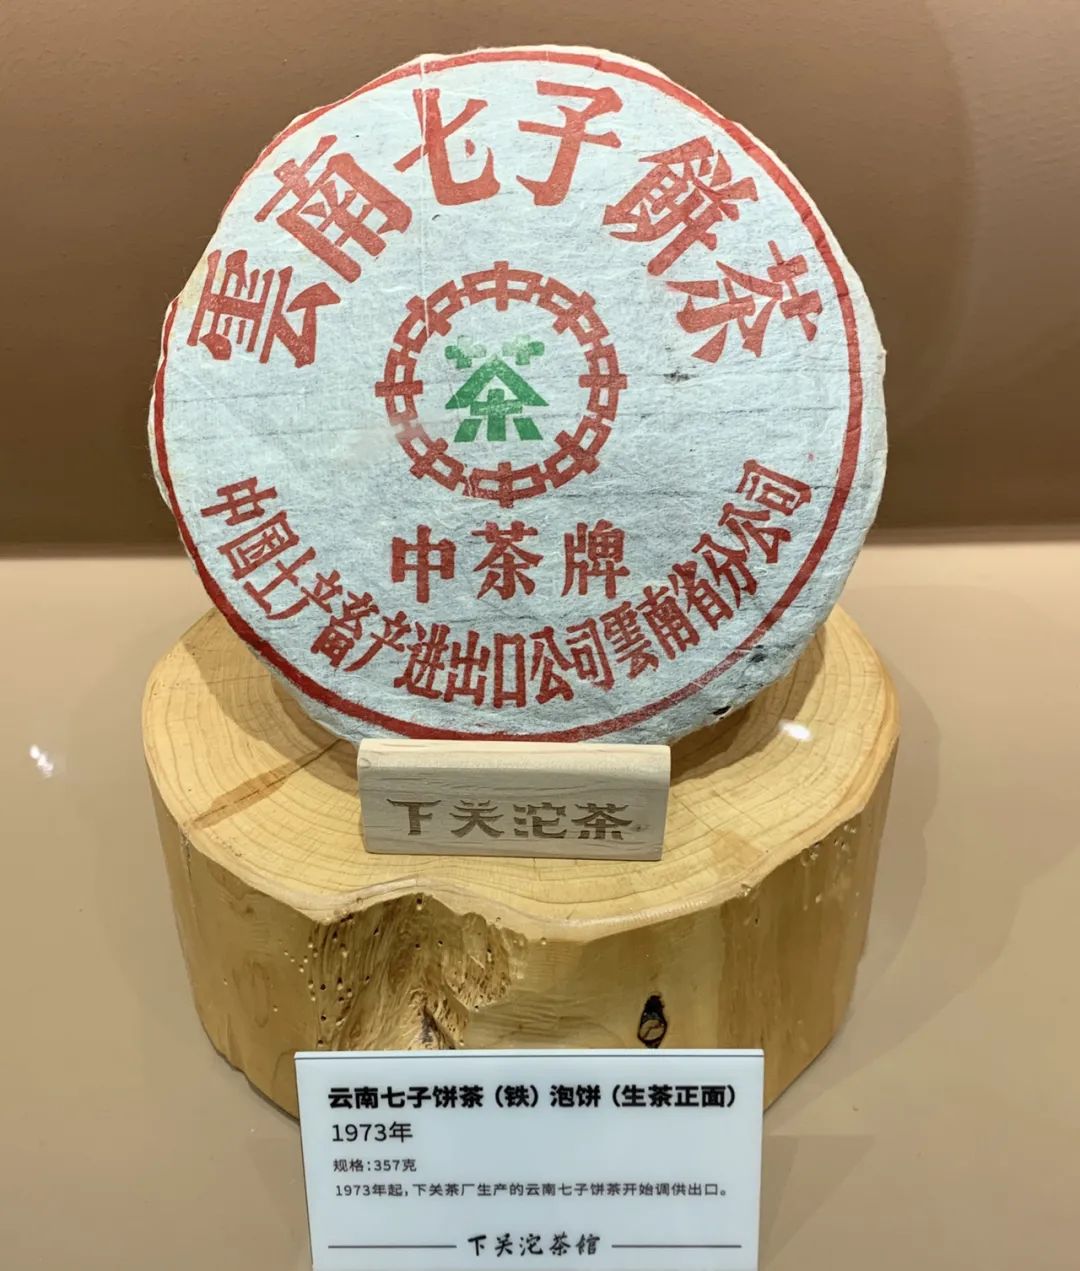 雲南七子餅茶
茶
中茶牌
中国土产畜产进出口公司雲南省分公司
下关沱茶
云南七子饼茶（铁）泡饼（生茶正面）
1973年
规格：357克
1973年起，下关茶厂生产的云南七子饼茶开始调供出口。
下关沱茶馆